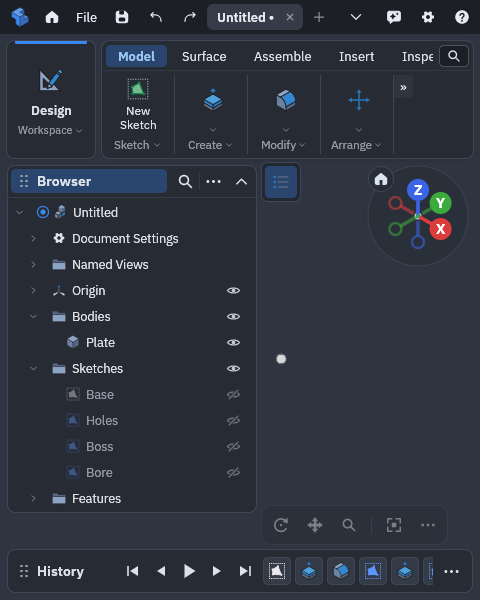 File
Untitled •
Design
Workspace
Model Surface Assemble Insert Inspe
New
Sketch
Sketch Create Modify Arrange
»
Browser
Untitled
Document Settings
Named Views
Origin
Bodies
Plate
Sketches
Base
Holes
Boss
Bore
Features
Z
Y
X
History